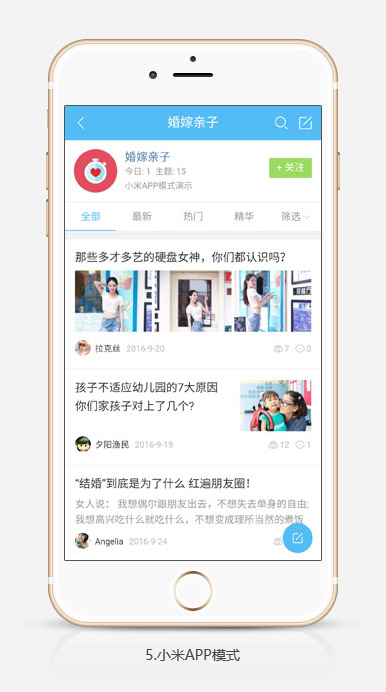 婚嫁亲子
婚嫁亲子
今日: 1 主题: 15
小米APP模式演示
+ 关注
全部 最新 热门 精华 筛选
那些多才多艺的硬盘女神，你们都认识吗?
拉克丝 2016-9-20 7 0
孩子不适应幼儿园的7大原因
你们家孩子对上了几个?
夕阳渔民 2016-9-19 12 1
“结婚”到底是为了什么 红遍朋友圈！
女人说： 我想偶尔跟朋友出去，不想失去单身的自由;
我想高兴吃什么就吃什么，不想变成理所当然的煮饭
Angelia 2016-9-24
5.小米APP模式